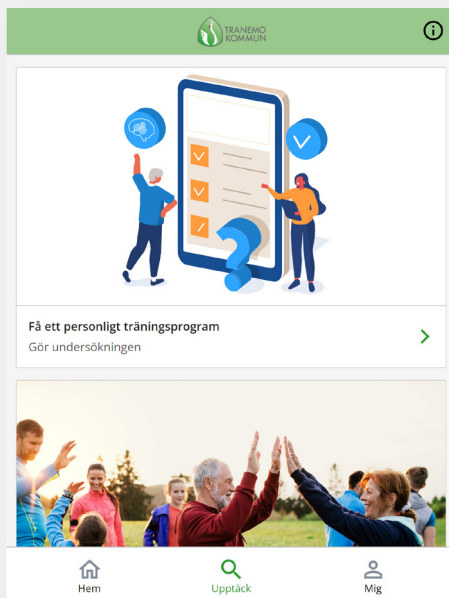 TRANEMO
KOMMUN
Få ett personligt träningsprogram
Gör undersökningen
Hem
Upptäck
Mig